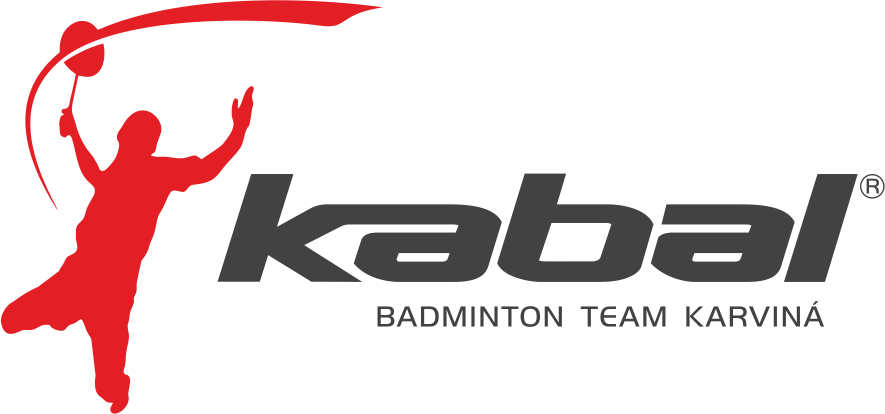 kabal®
BADMINTON TEAM KARVINÁ